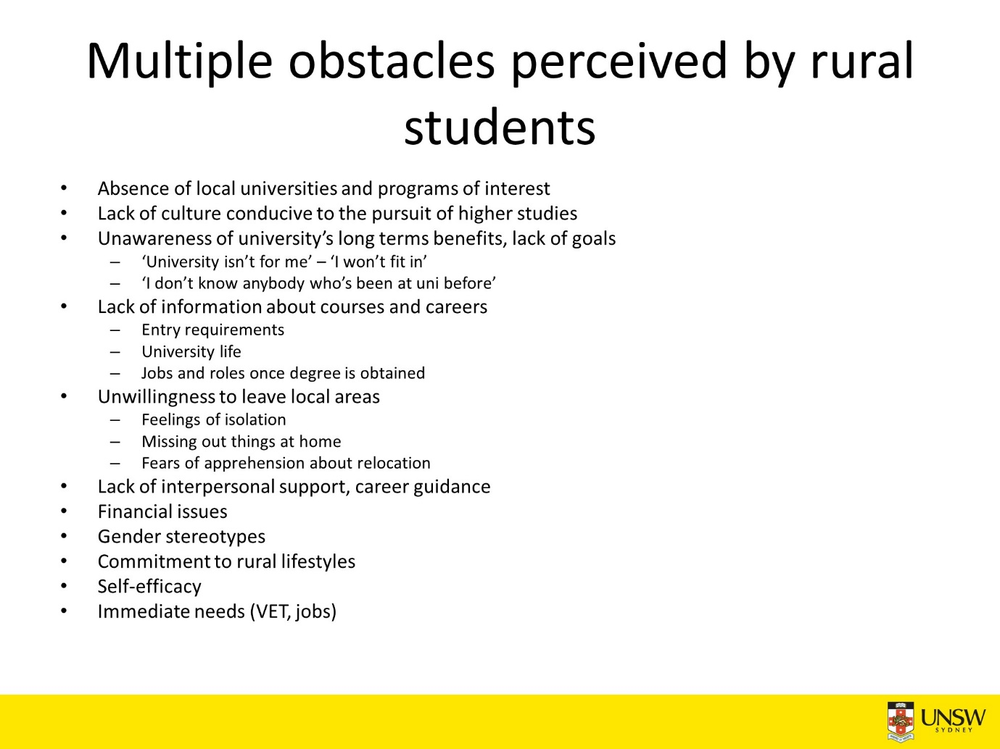 Multiple obstacles perceived by rural
students
• Absence of local universities and programs of interest
• Lack of culture conducive to the pursuit of higher studies
• Unawareness of university’s long terms benefits, lack of goals
– ‘University isn’t for me’ – ‘I won’t fit in’
– ‘I don’t know anybody who’s been at uni before’
• Lack of information about courses and careers
– Entry requirements
– University life
– Jobs and roles once degree is obtained
• Unwillingness to leave local areas
– Feelings of isolation
– Missing out things at home
– Fears of apprehension about relocation
• Lack of interpersonal support, career guidance
• Financial issues
• Gender stereotypes
• Commitment to rural lifestyles
• Self-efficacy
• Immediate needs (VET, jobs)
UNSW
SYDNEY